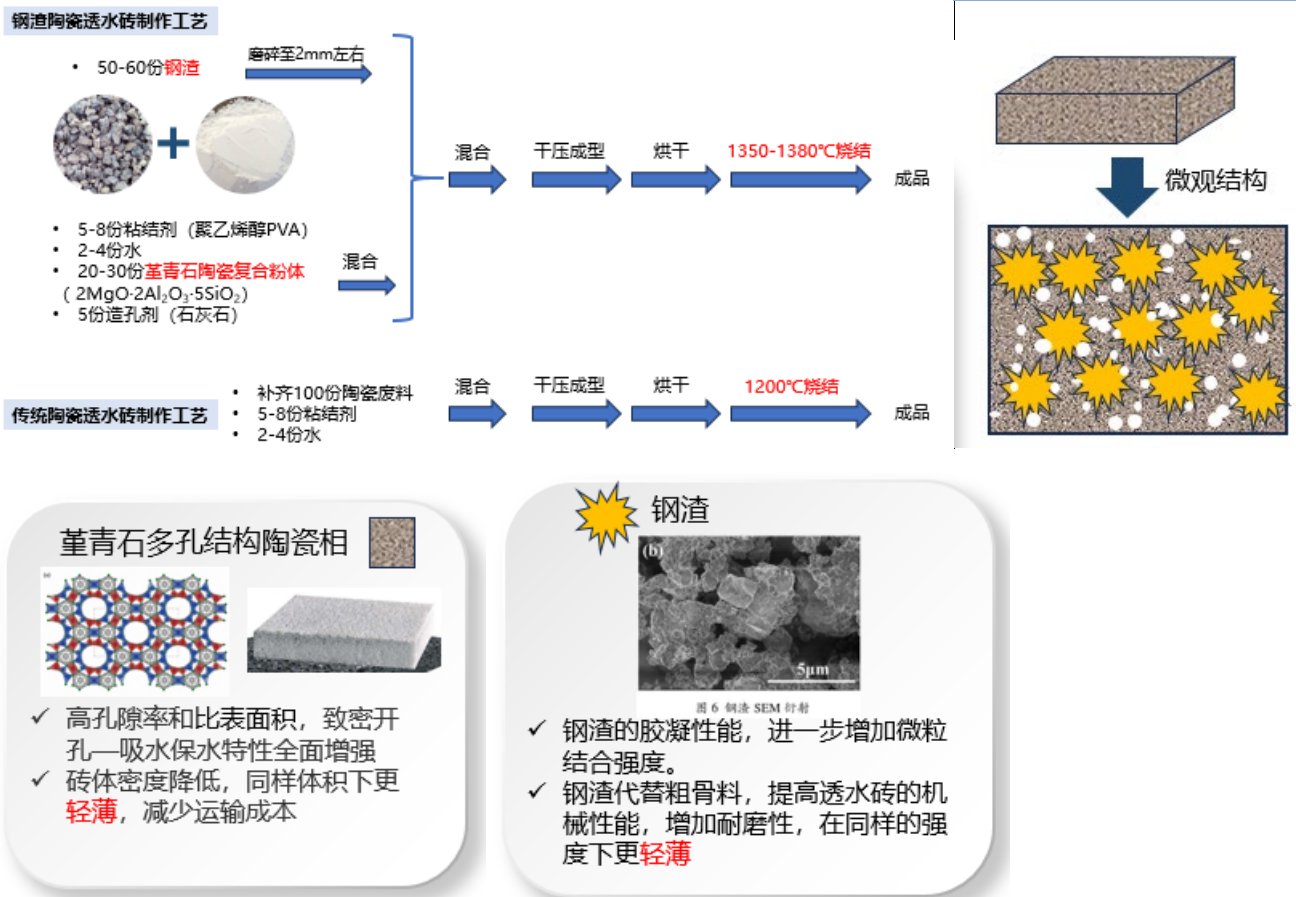 钢渣陶瓷透水砖制作工艺
• 50-60份钢渣
磨碎至2mm左右
• 5-8份粘结剂（聚乙烯醇PVA）
• 2-4份水
• 20-30份堇青石陶瓷复合粉体
（ 2MgO·2Al₂O₃·5SiO₂）
• 5份造孔剂（石灰石）
混合
混合
干压成型
烘干
1350-1380℃烧结
成品
微观结构
传统陶瓷透水砖制作工艺
• 补齐100份陶瓷废料
• 5-8份粘结剂
• 2-4份水
混合
干压成型
烘干
1200℃烧结
成品
堇青石多孔结构陶瓷相
✓ 高孔隙率和比表面积，致密开
孔—吸水保水特性全面增强
✓ 砖体密度降低，同样体积下更
轻薄，减少运输成本
钢渣
(b)
5μm
图 6 钢渣 SEM 衍射
✓ 钢渣的胶凝性能，进一步增加微粒
结合强度。
✓ 钢渣代替粗骨料，提高透水砖的机
械性能，增加耐磨性，在同样的强
度下更轻薄